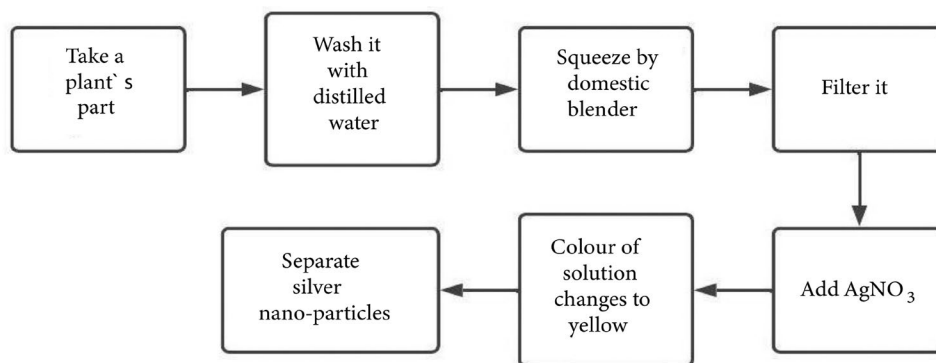 Take a
plant`s
part
Wash it
with
distilled
water
Squeeze by
domestic
blender
Filter it
Add AgNO₃
Colour of
solution
changes to
yellow
Separate
silver
nano-particles